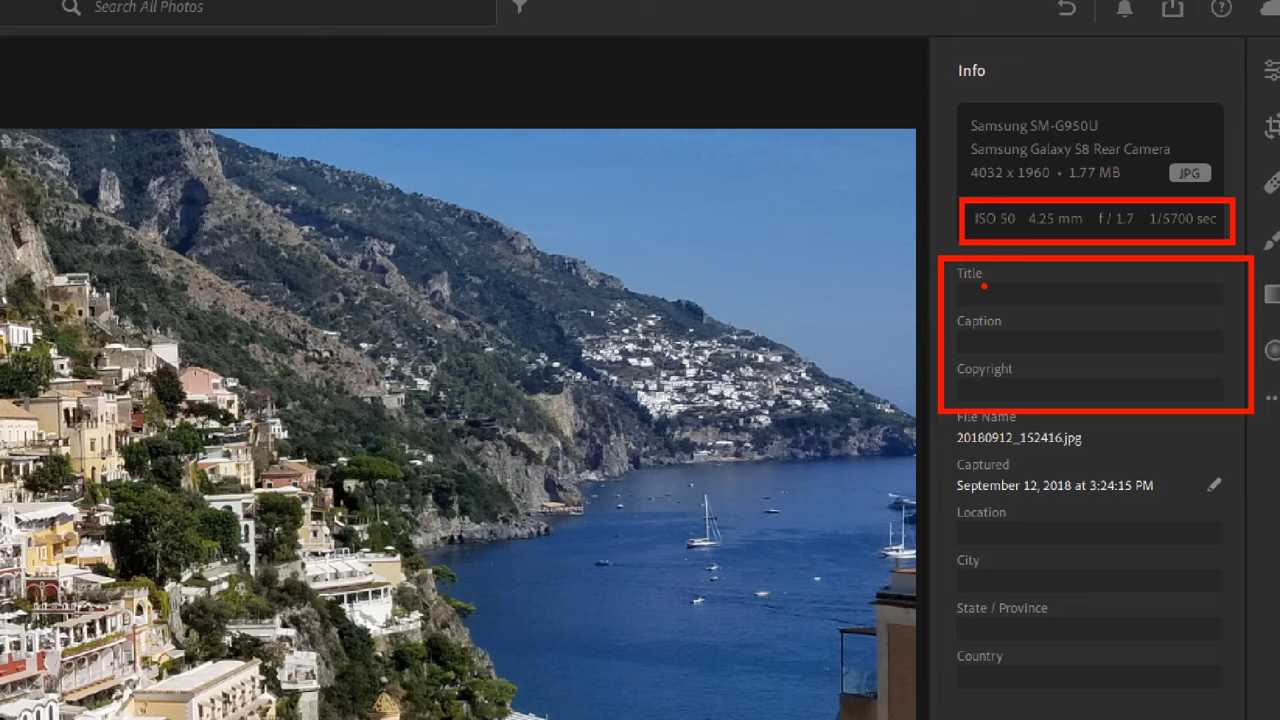 Search All Photos
Info
Samsung SM-G950U
Samsung Galaxy S8 Rear Camera
4032 x 1960 • 1.77 MB JPG
ISO 50 4.25 mm f / 1.7 1/5700 sec
Title
Caption
Copyright
File Name
20180912_152416.jpg
Captured
September 12, 2018 at 3:24:15 PM
Location
City
State / Province
Country